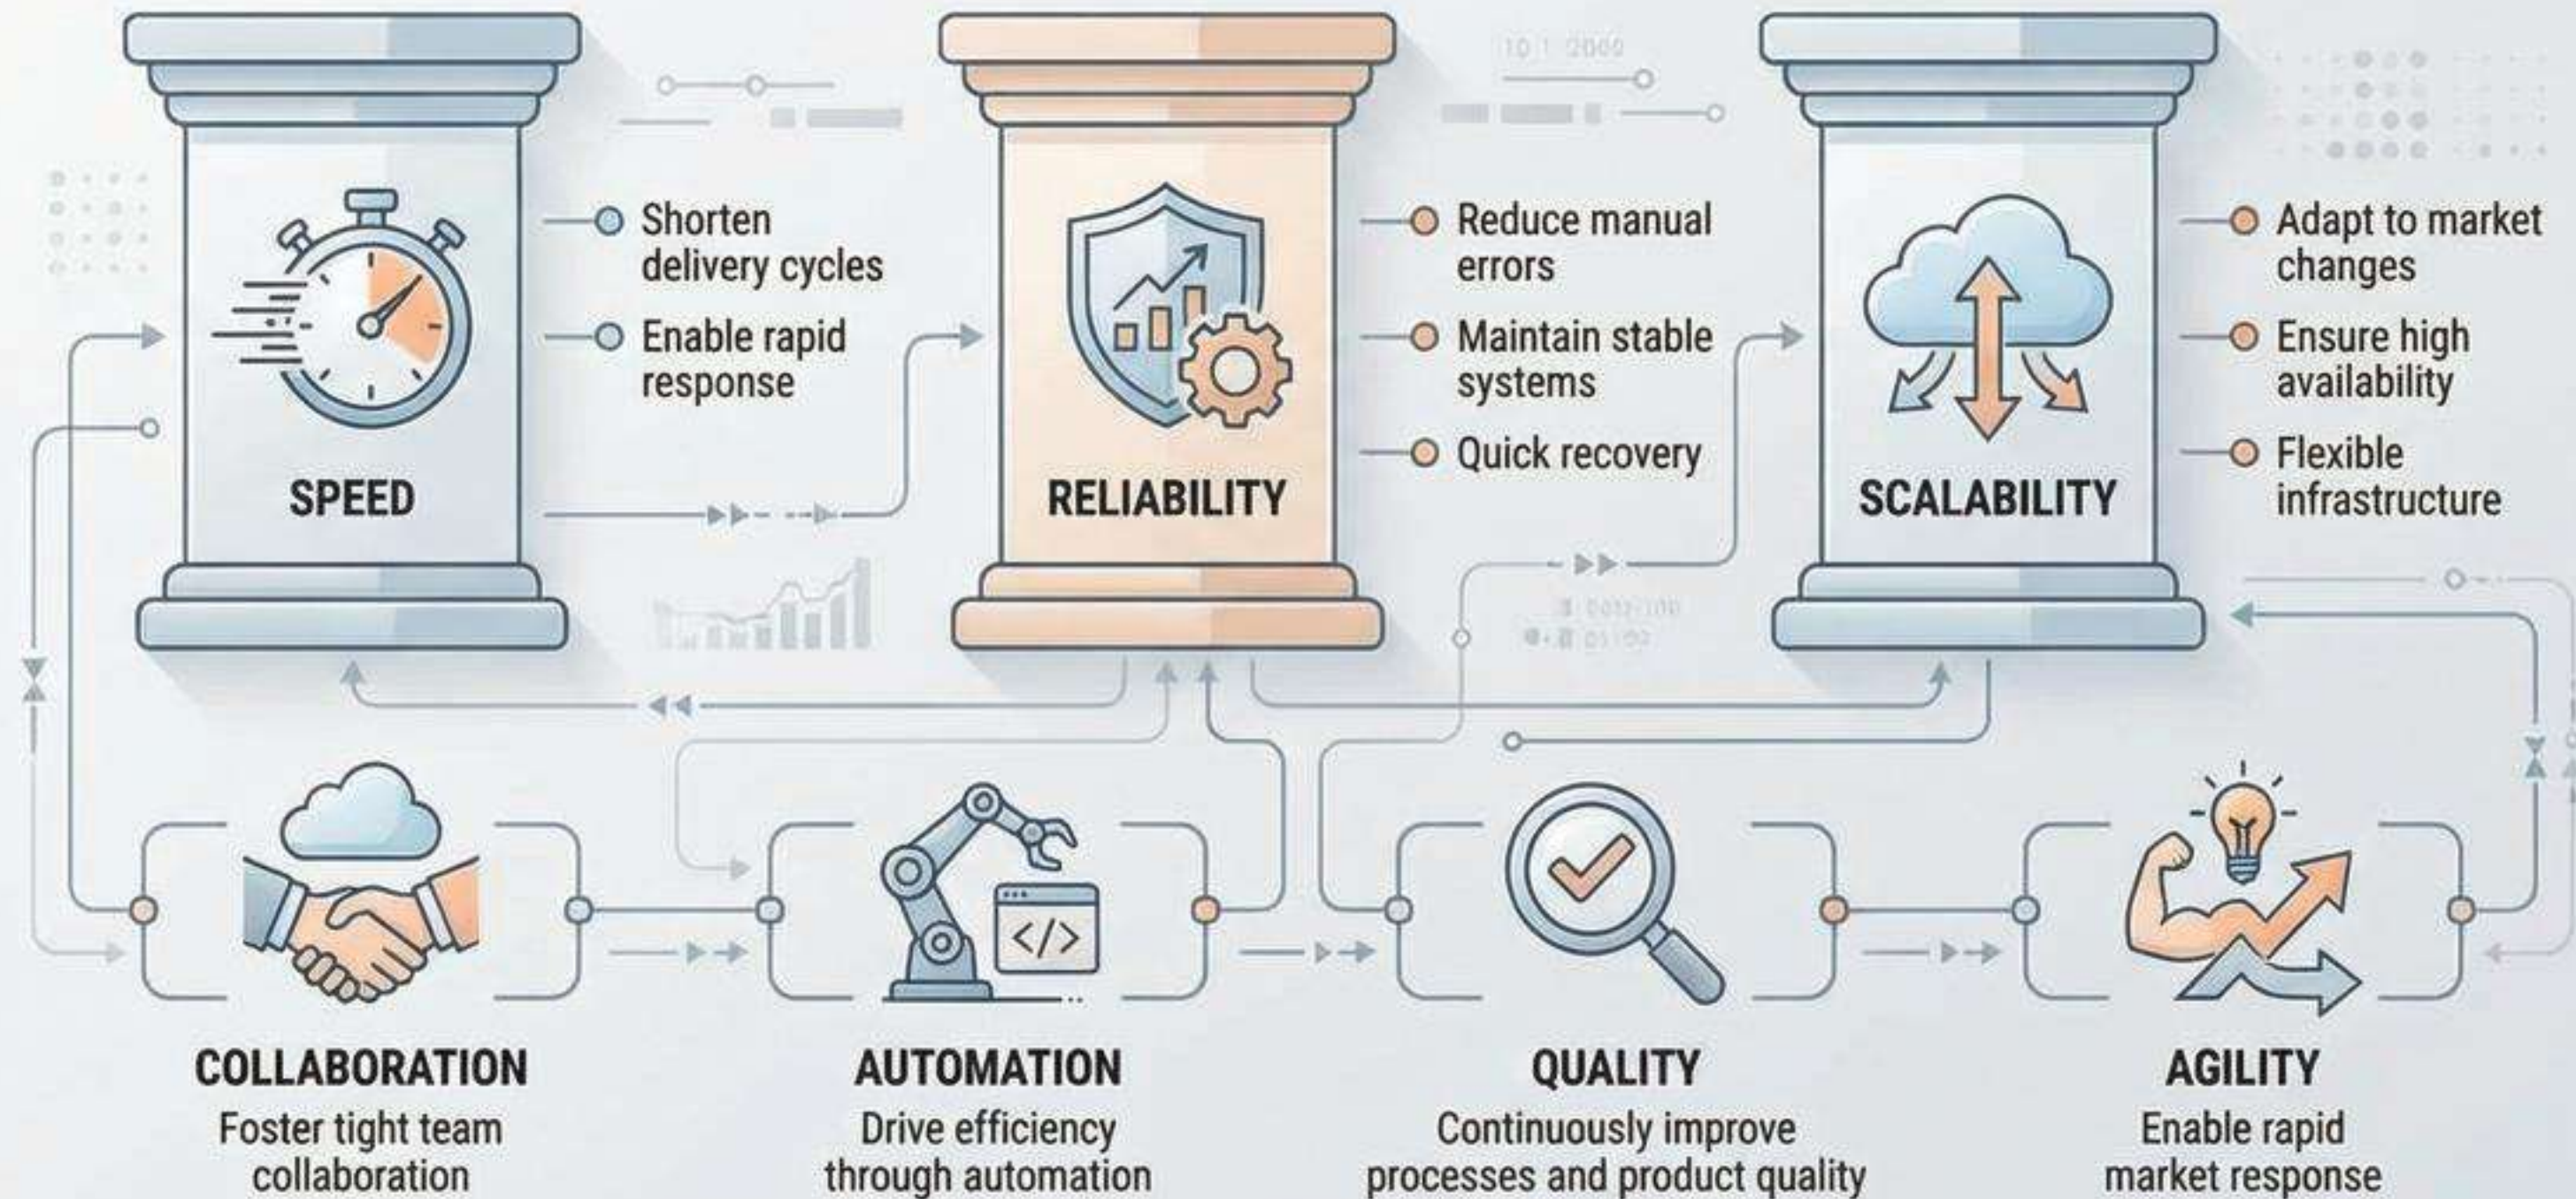 SPEED
Shorten
delivery cycles
Enable rapid
response
RELIABILITY
Reduce manual
errors
Maintain stable
systems
Quick recovery
SCALABILITY
Adapt to market
changes
Ensure high
availability
Flexible
infrastructure
</>
COLLABORATION
Foster tight team
collaboration
AUTOMATION
Drive efficiency
through automation
QUALITY
Continuously improve
processes and product quality
AGILITY
Enable rapid
market response